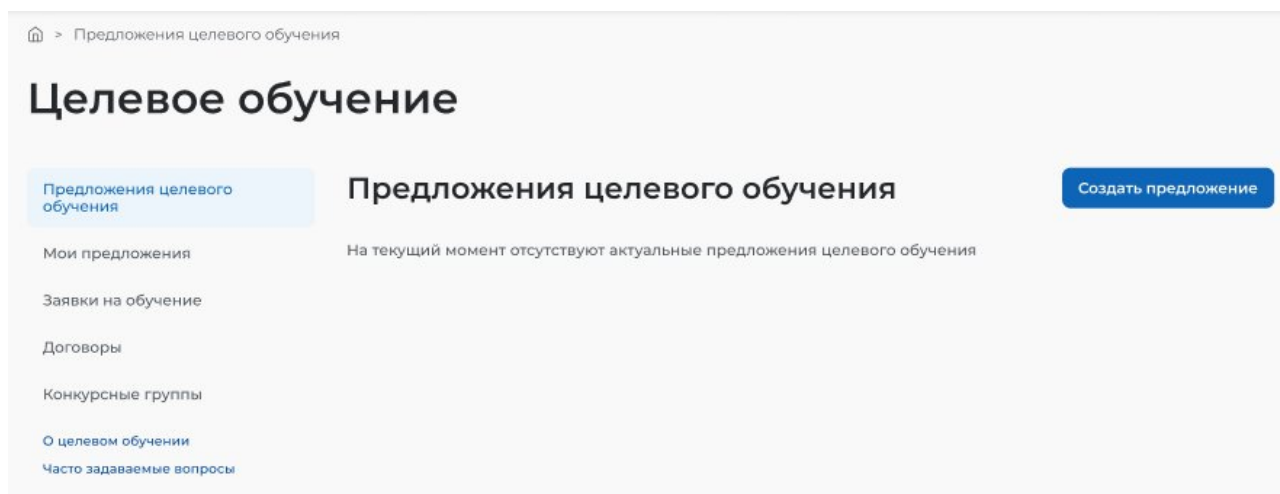 > Предложения целевого обучения
Целевое обучение
Предложения целевого
обучения
Мои предложения
Заявки на обучение
Договоры
Конкурсные группы
О целевом обучении
Часто задаваемые вопросы
Предложения целевого обучения
Создать предложение
На текущий момент отсутствуют актуальные предложения целевого обучения